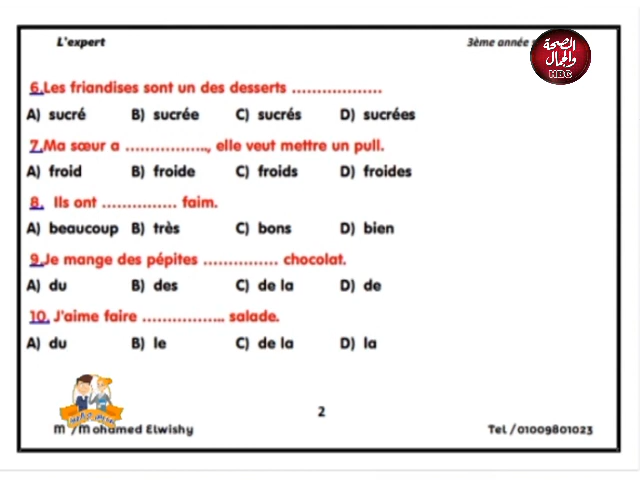 L'expert
3ème année
الصحة
والجمال
HBG
6.Les friandises sont un des desserts ………………
A) sucré B) sucrée C) sucrés D) sucrées
7.Ma sœur a …………….., elle veut mettre un pull.
A) froid B) froide C) froids D) froides
8. Ils ont …………… faim.
A) beaucoup B) très C) bons D) bien
9.Je mange des pépites …………… chocolat.
A) du B) des C) de la D) de
10. J'aime faire …………….. salade.
A) du B) le C) de la D) la
2
M /Mohamed Elwishy
Tel /01009801023